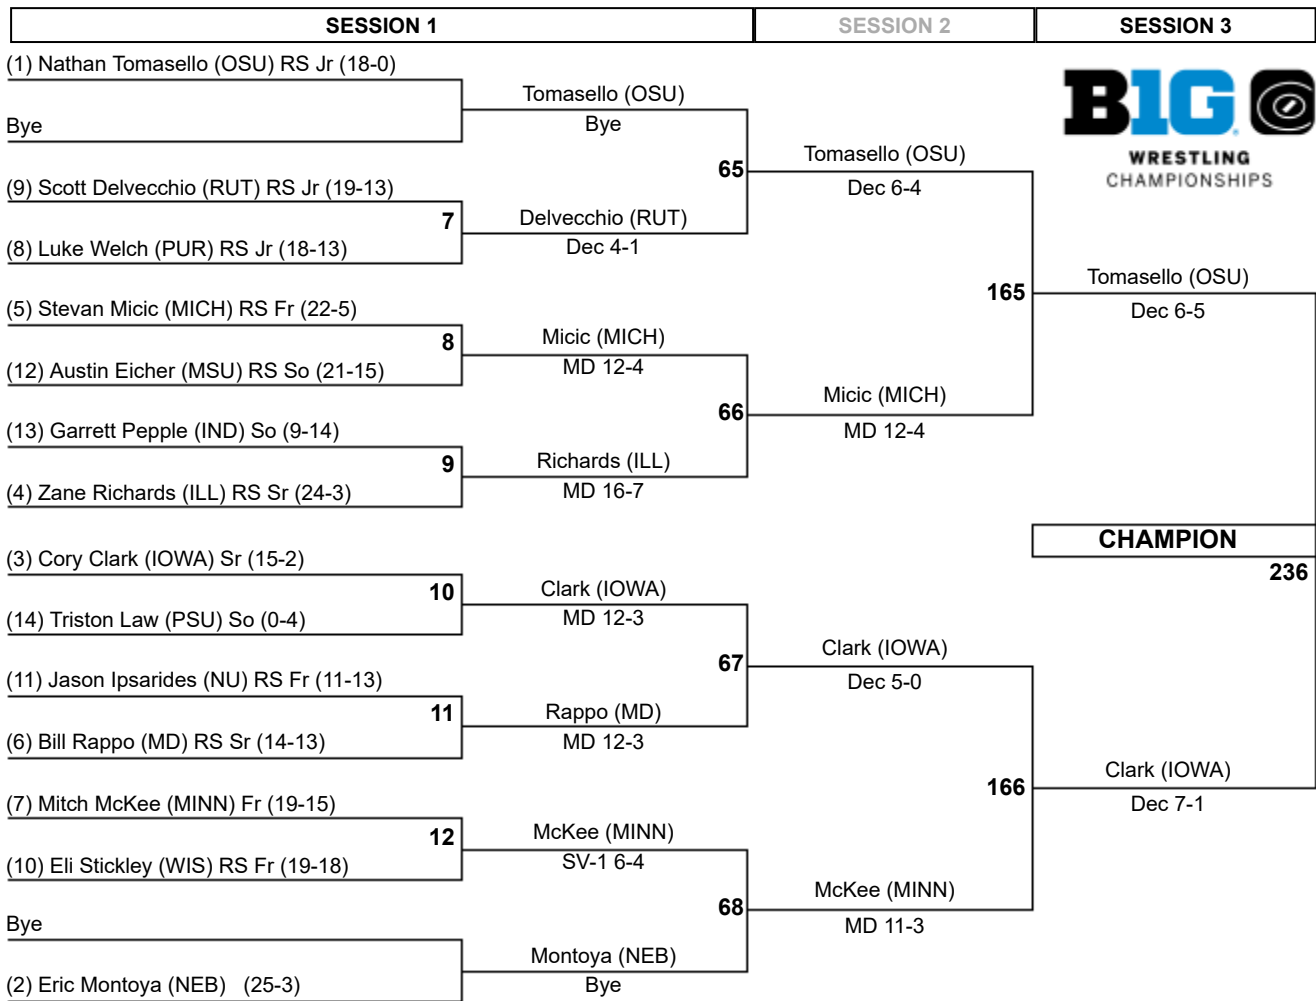 SESSION 1
SESSION 2
SESSION 3
(1) Nathan Tomasello (OSU) RS Jr (18-0)
Bye
(9) Scott Delvecchio (RUT) RS Jr (19-13)
7
(8) Luke Welch (PUR) RS Jr (18-13)
(5) Stevan Micic (MICH) RS Fr (22-5)
8
(12) Austin Eicher (MSU) RS So (21-15)
(13) Garrett Pepple (IND) So (9-14)
9
(4) Zane Richards (ILL) RS Sr (24-3)
(3) Cory Clark (IOWA) Sr (15-2)
10
(14) Triston Law (PSU) So (0-4)
(11) Jason Ipsarides (NU) RS Fr (11-13)
11
(6) Bill Rappo (MD) RS Sr (14-13)
(7) Mitch McKee (MINN) Fr (19-15)
12
(10) Eli Stickley (WIS) RS Fr (19-18)
Bye
(2) Eric Montoya (NEB) (25-3)
Tomasello (OSU)
Bye
65
Delvecchio (RUT)
Dec 4-1
Micic (MICH)
MD 12-4
66
Richards (ILL)
MD 16-7
Clark (IOWA)
MD 12-3
67
Rappo (MD)
MD 12-3
McKee (MINN)
SV-1 6-4
68
Montoya (NEB)
Bye
Tomasello (OSU)
Dec 6-4
165
Micic (MICH)
MD 12-4
Clark (IOWA)
Dec 5-0
166
McKee (MINN)
MD 11-3
B1G
WRESTLING
CHAMPIONSHIPS
Tomasello (OSU)
Dec 6-5
CHAMPION
236
Clark (IOWA)
Dec 7-1